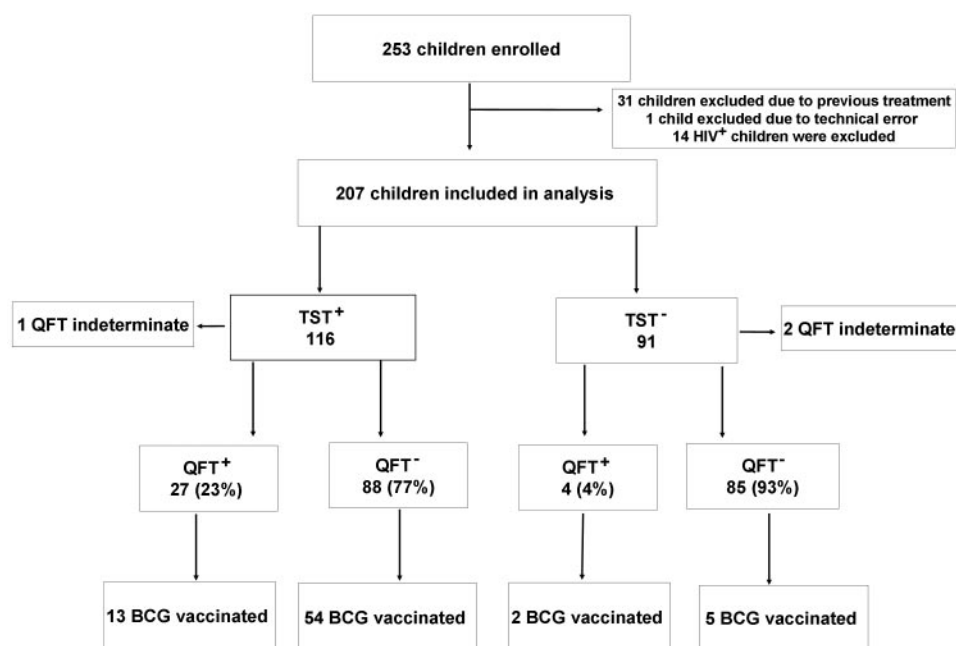 253 children enrolled
31 children excluded due to previous treatment
1 child excluded due to technical error
14 HIV⁺ children were excluded
207 children included in analysis
1 QFT indeterminate
TST⁺
116
TST⁻
91
2 QFT indeterminate
QFT⁺
27 (23%)
QFT⁻
88 (77%)
QFT⁺
4 (4%)
QFT⁻
85 (93%)
13 BCG vaccinated
54 BCG vaccinated
2 BCG vaccinated
5 BCG vaccinated